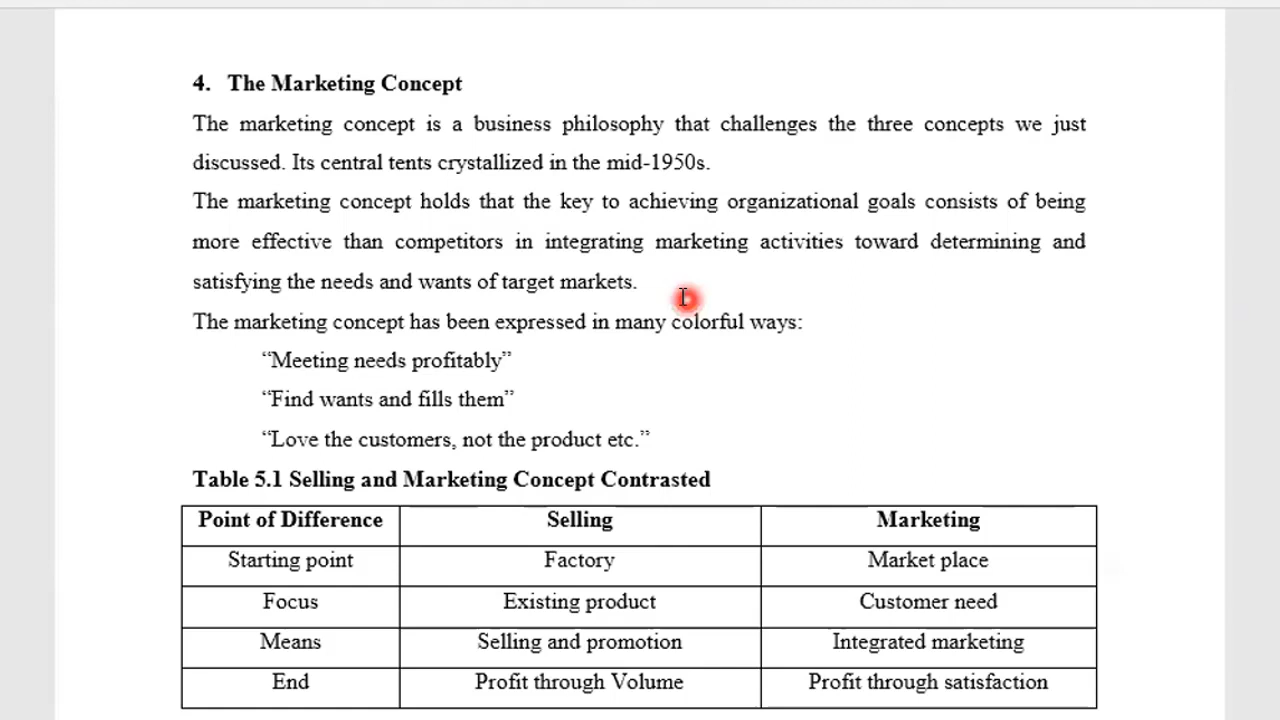 4. The Marketing Concept
The marketing concept is a business philosophy that challenges the three concepts we just
discussed. Its central tents crystallized in the mid-1950s.
The marketing concept holds that the key to achieving organizational goals consists of being
more effective than competitors in integrating marketing activities toward determining and
satisfying the needs and wants of target markets.
The marketing concept has been expressed in many colorful ways:
“Meeting needs profitably”
“Find wants and fills them”
“Love the customers, not the product etc.”
Table 5.1 Selling and Marketing Concept Contrasted
Point of Difference Selling Marketing
Starting point Factory Market place
Focus Existing product Customer need
Means Selling and promotion Integrated marketing
End Profit through Volume Profit through satisfaction